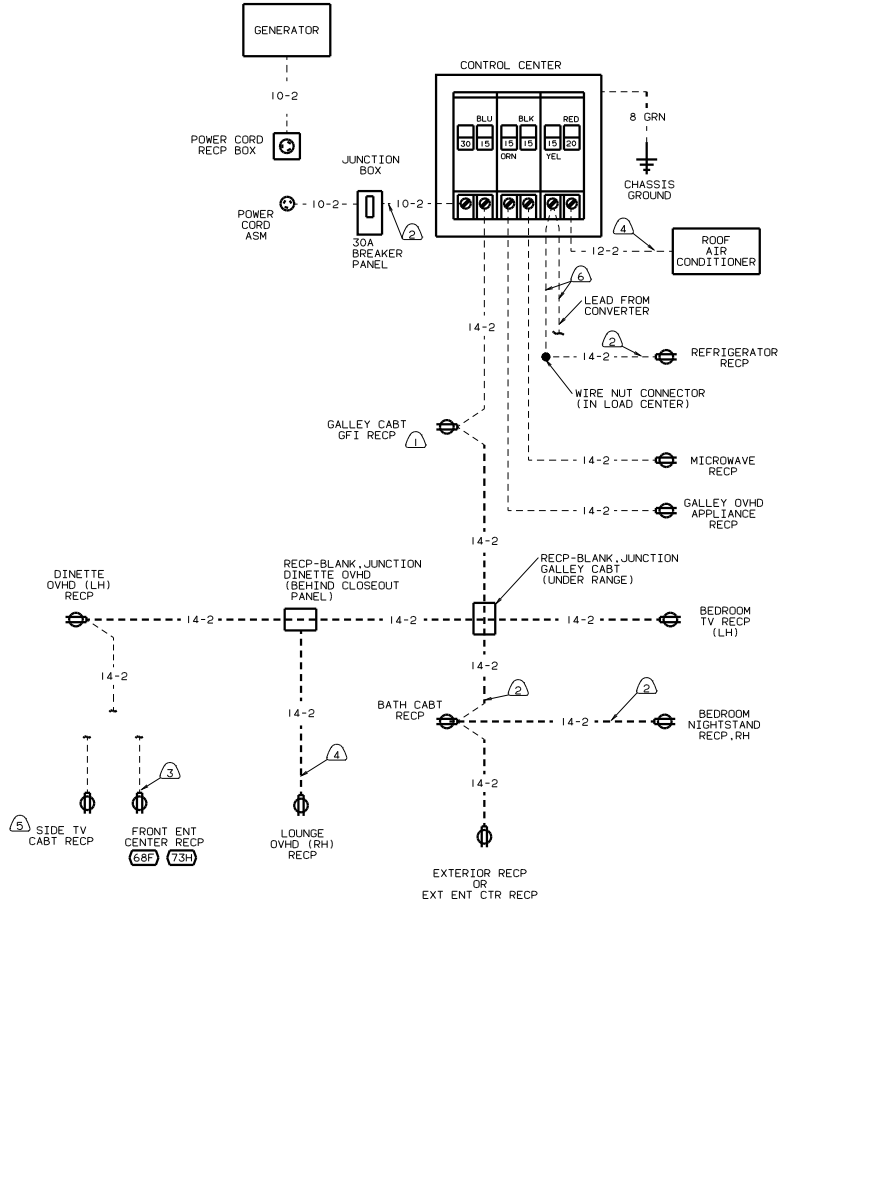 GENERATOR
10-2
POWER CORD
RECP BOX
POWER
CORD
ASM
10-2
JUNCTION
BOX
30A
BREAKER
PANEL
10-2
2
CONTROL CENTER
BLU
BLK
RED
30
15
15
15
15
20
ORN
YEL
8 GRN
CHASSIS
GROUND
4
12-2
ROOF
AIR
CONDITIONER
6
LEAD FROM
CONVERTER
14-2
2
14-2
REFRIGERATOR
RECP
WIRE NUT CONNECTOR
(IN LOAD CENTER)
GALLEY CABT
GFI RECP
1
14-2
MICROWAVE
RECP
14-2
GALLEY OVHD
APPLIANCE
RECP
14-2
RECP-BLANK,JUNCTION
GALLEY CABT
(UNDER RANGE)
RECP-BLANK,JUNCTION
DINETTE OVHD
(BEHIND CLOSEOUT
PANEL)
DINETTE
OVHD (LH)
RECP
14-2
14-2
14-2
BEDROOM
TV RECP
(LH)
14-2
14-2
2
2
BATH CABT
RECP
14-2
BEDROOM
NIGHTSTAND
RECP,RH
14-2
4
3
14-2
5
SIDE TV
CABT RECP
FRONT ENT
CENTER RECP
68F
73H
LOUNGE
OVHD (RH)
RECP
EXTERIOR RECP
OR
EXT ENT CTR RECP